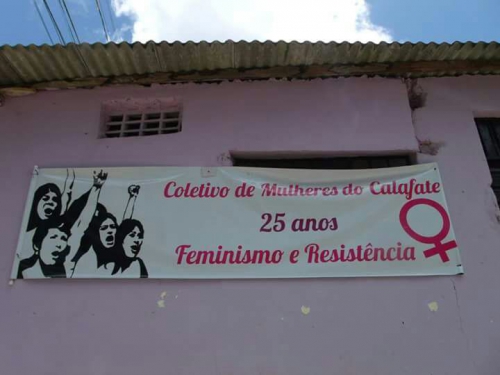 Coletivo de Mulheres do Calafate
25 anos
Feminismo e Resistência